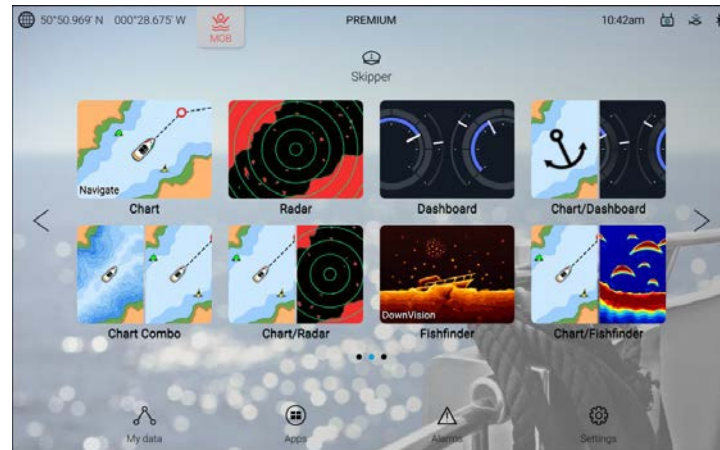 50°50.969' N 000°28.675' W
MOB
PREMIUM
10:42am
Skipper
Navigate
Chart
Radar
Dashboard
Chart/Dashboard
Chart Combo
Chart/Radar
DownVision
Fishfinder
Chart/Fishfinder
My data
Apps
Alarms
Settings